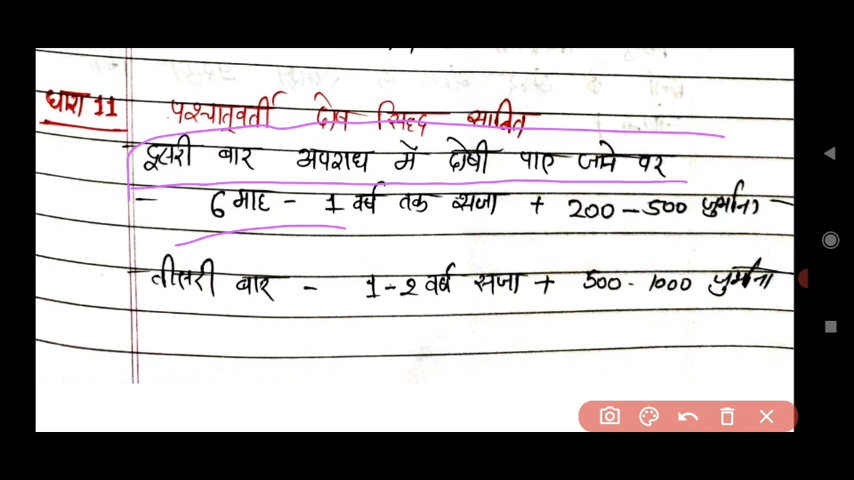 धारा 11 पश्चातवर्ती दोष सिद्ध साबित
दूसरी बार अपराध में दोषी पाए जाने पर
- 6 माह - 1 वर्ष तक सजा + 200 - 500 जुर्माना
तीसरी बार - 1-2 वर्ष सजा + 500 - 1000 जुर्माना